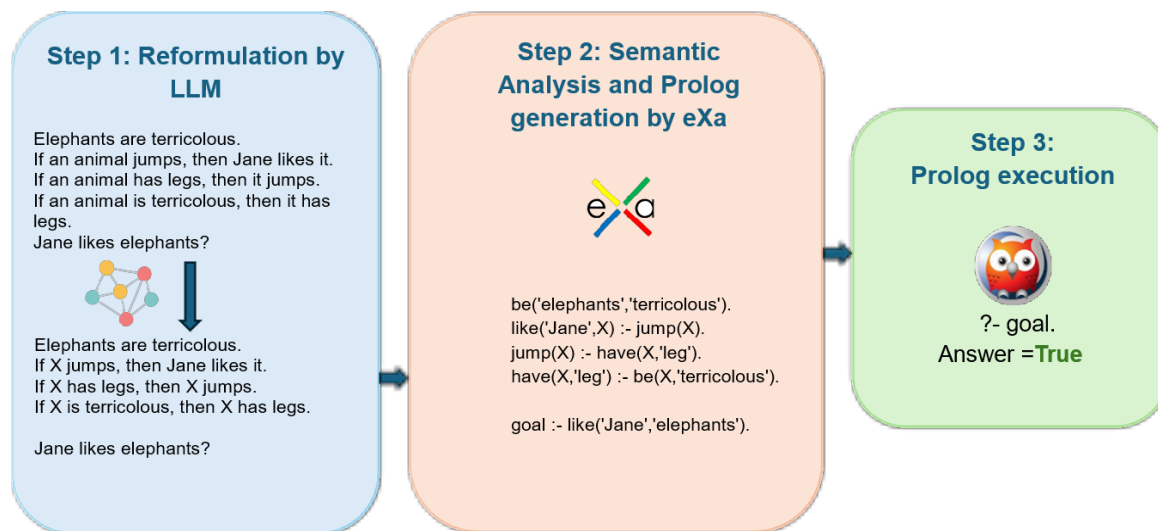 Step 1: Reformulation by
LLM
Elephants are terricolous.
If an animal jumps, then Jane likes it.
If an animal has legs, then it jumps.
If an animal is terricolous, then it has
legs.
Jane likes elephants?
Elephants are terricolous.
If X jumps, then Jane likes it.
If X has legs, then X jumps.
If X is terricolous, then X has legs.
Jane likes elephants?
Step 2: Semantic
Analysis and Prolog
generation by eXa
e a
be('elephants','terricolous').
like('Jane',X) :- jump(X).
jump(X) :- have(X,'leg').
have(X,'leg') :- be(X,'terricolous').
goal :- like('Jane','elephants').
Step 3:
Prolog execution
?- goal.
Answer =True